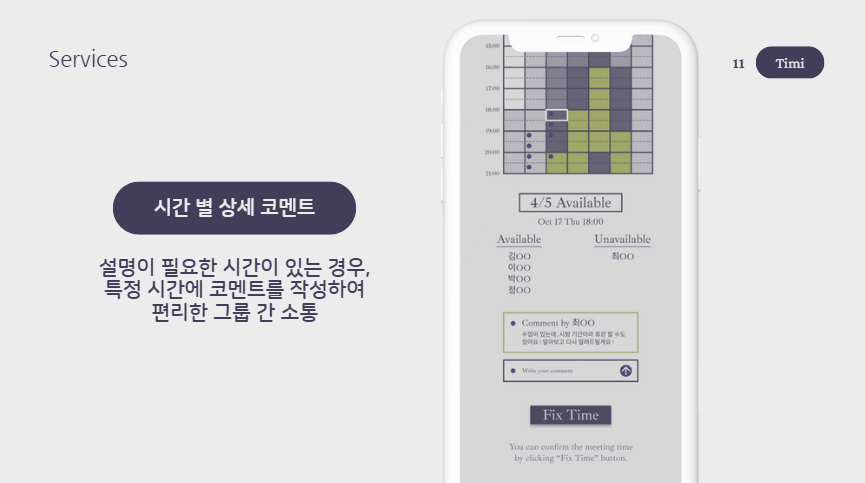 Services
11
Timi
시간 별 상세 코멘트
설명이 필요한 시간이 있는 경우,
특정 시간에 코멘트를 작성하여
편리한 그룹 간 소통
15:00
16:00
17:00
18:00
19:00
20:00
21:00
4/5 Available
Oct 17 Thu 18:00
Available
Unavailable
김OO
최OO
이OO
박OO
정OO
Comment by 최OO
수업이 있는데, 시험 기간이라 휴강 할 수도
있어요! 알아보고 다시 알려드릴게요!
Write your comment
Fix Time
You can confirm the meeting time
by clicking “Fix Time” button.